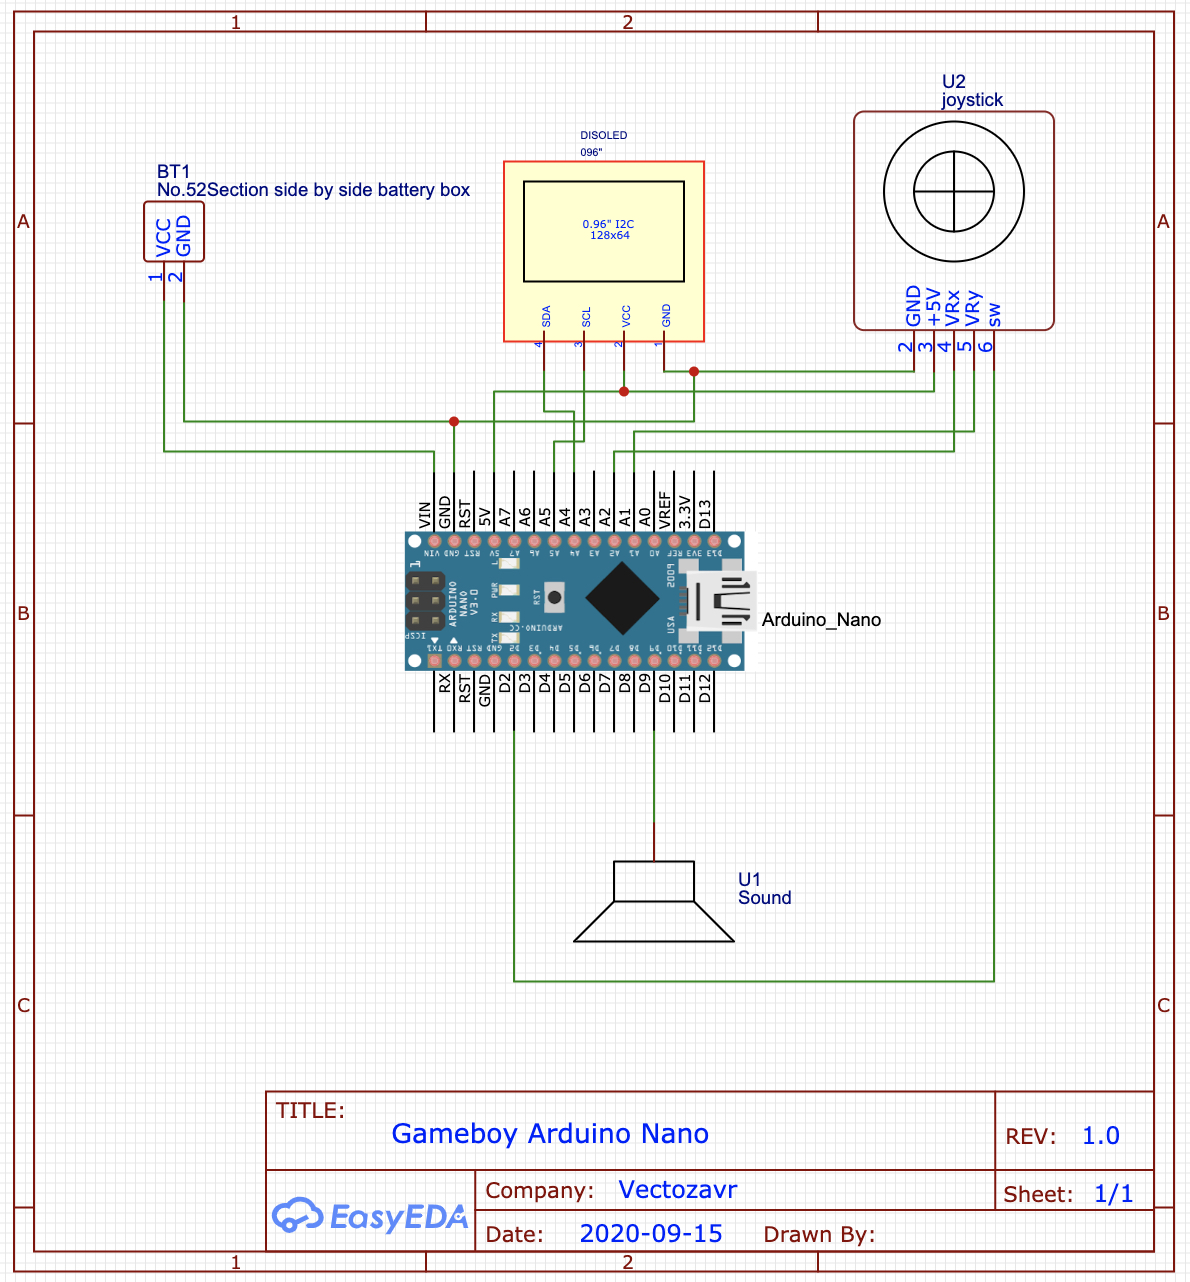 1
2
A
A
B
B
C
C
1
2
BT1
No.52Section side by side battery box
VCC
GND
1
2
DISOLED
096"
0.96" I2C
128x64
SDA
SCL
VCC
GND
4
3
2
1
U2
joystick
GND
+5V
VRx
VRy
sw
2
3
4
5
6
VIN
GND
RST
5V
A7
A6
A5
A4
A3
A2
A1
A0
VREF
3.3V
D13
VIN
GND
RST
5V
A7
A6
A5
A4
A3
A2
A1
A0
REF
3V3
D13
1
L
PWR
RX
TX
ARDUINO
NANO
V3.0
RST
ARDUINO.CC
USA
ICSP
TX1
RX0
RST
GND
D2
D3
D4
D5
D6
D7
D8
D9
D10
D11
D12
Arduino_Nano
RX
RST
GND
D2
D3
D4
D5
D6
D7
D8
D9
D10
D11
D12
U1
Sound
TITLE:
Gameboy Arduino Nano
REV: 1.0
EasyEDA
Company: Vectozavr
Sheet: 1/1
Date: 2020-09-15
Drawn By: